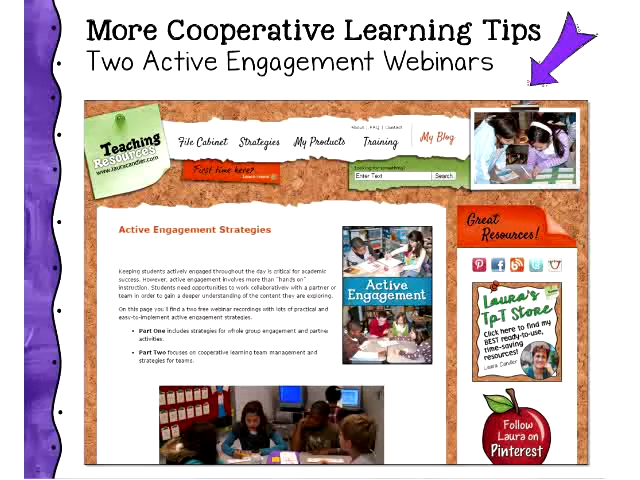 More Cooperative Learning Tips
Two Active Engagement Webinars
About | FAQ | Contact
Teaching
Resources
www.lauracandler.com
File Cabinet Strategies My Products Training My Blog
First time here?
Learn more
Looking for something?
Enter Text Search
Active Engagement Strategies
Great
Resources!
Keeping students actively engaged throughout the day is critical for academic
success. However, active engagement involves more than "hands on"
instruction. Students need opportunities to work collaboratively with a partner or
team in order to gain a deeper understanding of the content they are exploring.
On this page you'll find a two free webinar recordings with lots of practical and
easy-to-implement active engagement strategies.
• Part One includes strategies for whole group engagement and partner
activities.
• Part Two focuses on cooperative learning team management and
strategies for teams.
Active
Engagement
Laura's
TpT Store
Click here to find my
BEST ready-to-use,
time-saving
resources!
Laura Candler
Follow
Laura on
Pinterest